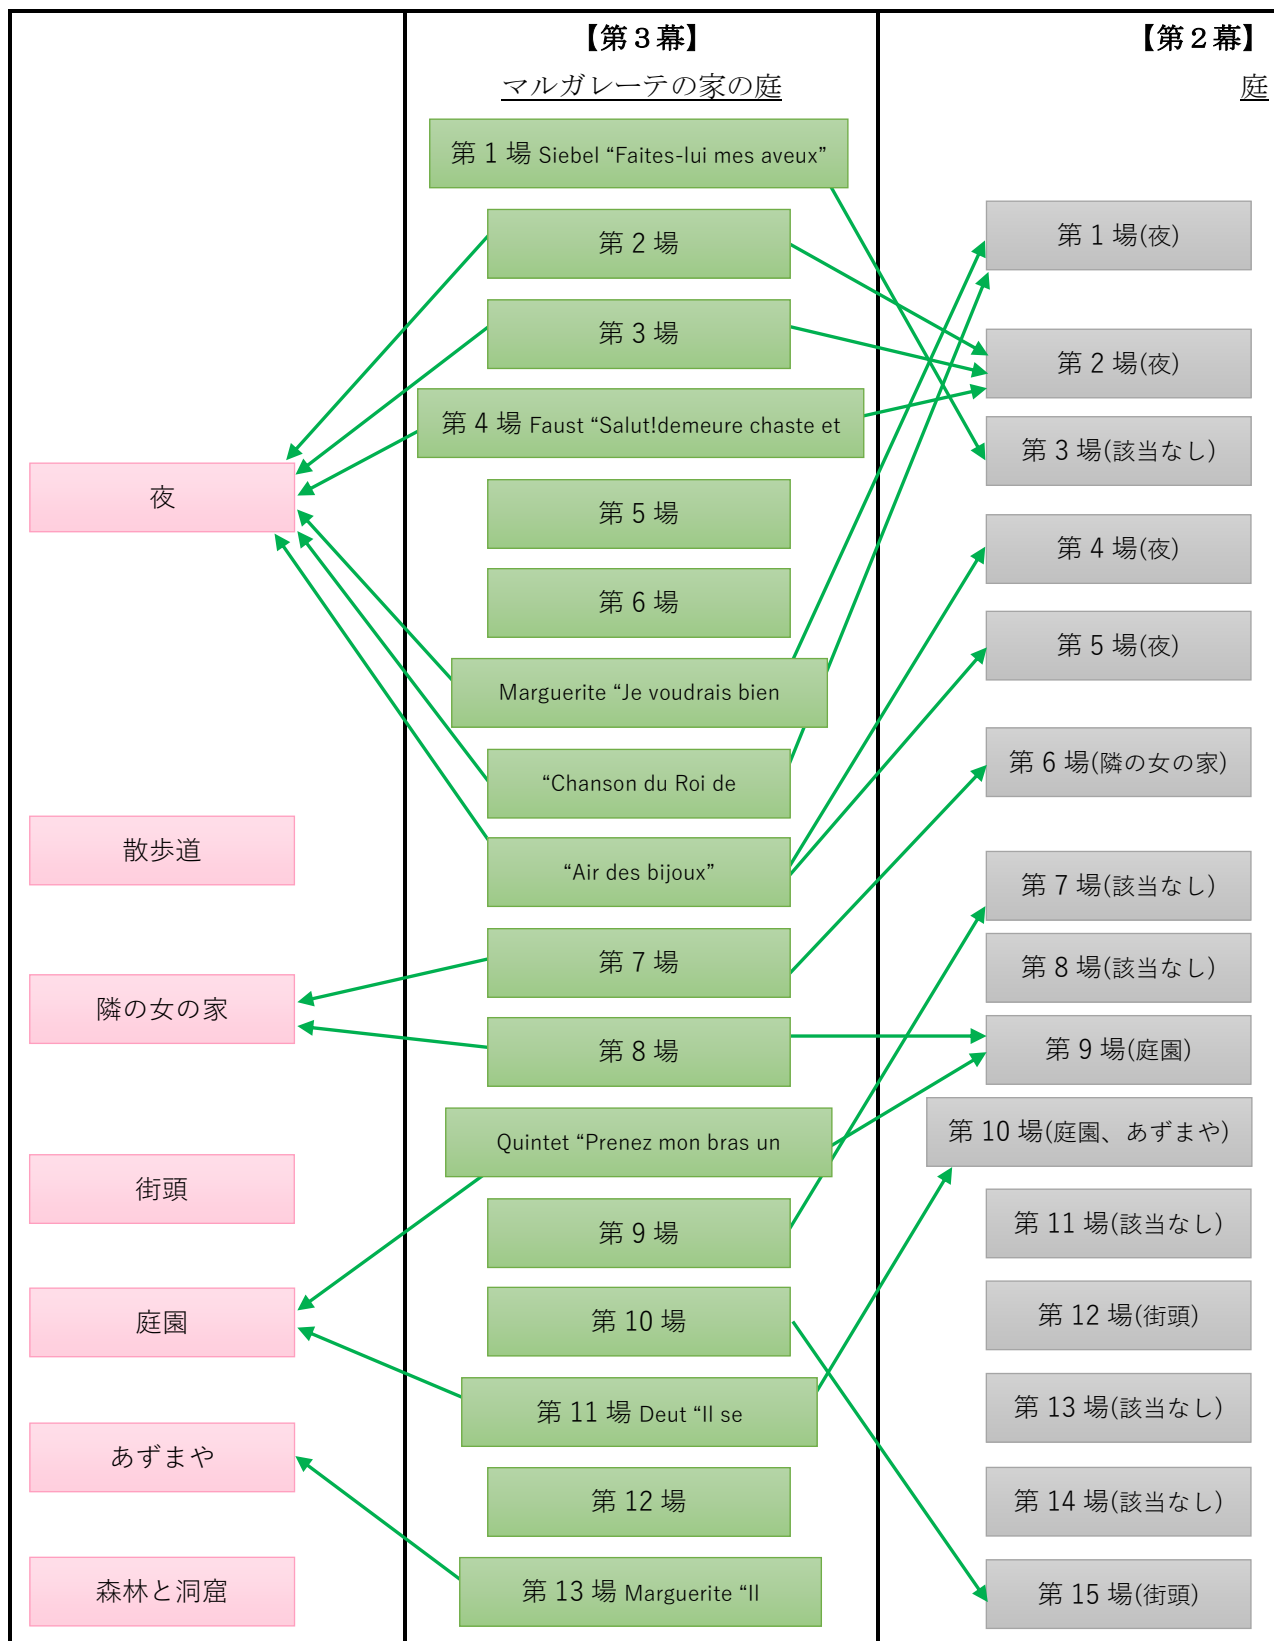 夜
散歩道
隣の女の家
街頭
庭園
あずまや
森林と洞窟
【第３幕】
マルガレーテの家の庭
第 1 場 Siebel “Faites-lui mes aveux”
第 2 場
第 3 場
第 4 場 Faust “Salut!demeure chaste et
第 5 場
第 6 場
Marguerite “Je voudrais bien
“Chanson du Roi de
“Air des bijoux”
第 7 場
第 8 場
Quintet “Prenez mon bras un
第 9 場
第 10 場
第 11 場 Deut “Il se
第 12 場
第 13 場 Marguerite “Il
【第２幕】
庭
第 1 場(夜)
第 2 場(夜)
第 3 場(該当なし)
第 4 場(夜)
第 5 場(夜)
第 6 場(隣の女の家)
第 7 場(該当なし)
第 8 場(該当なし)
第 9 場(庭園)
第 10 場(庭園、あずまや)
第 11 場(該当なし)
第 12 場(街頭)
第 13 場(該当なし)
第 14 場(該当なし)
第 15 場(街頭)